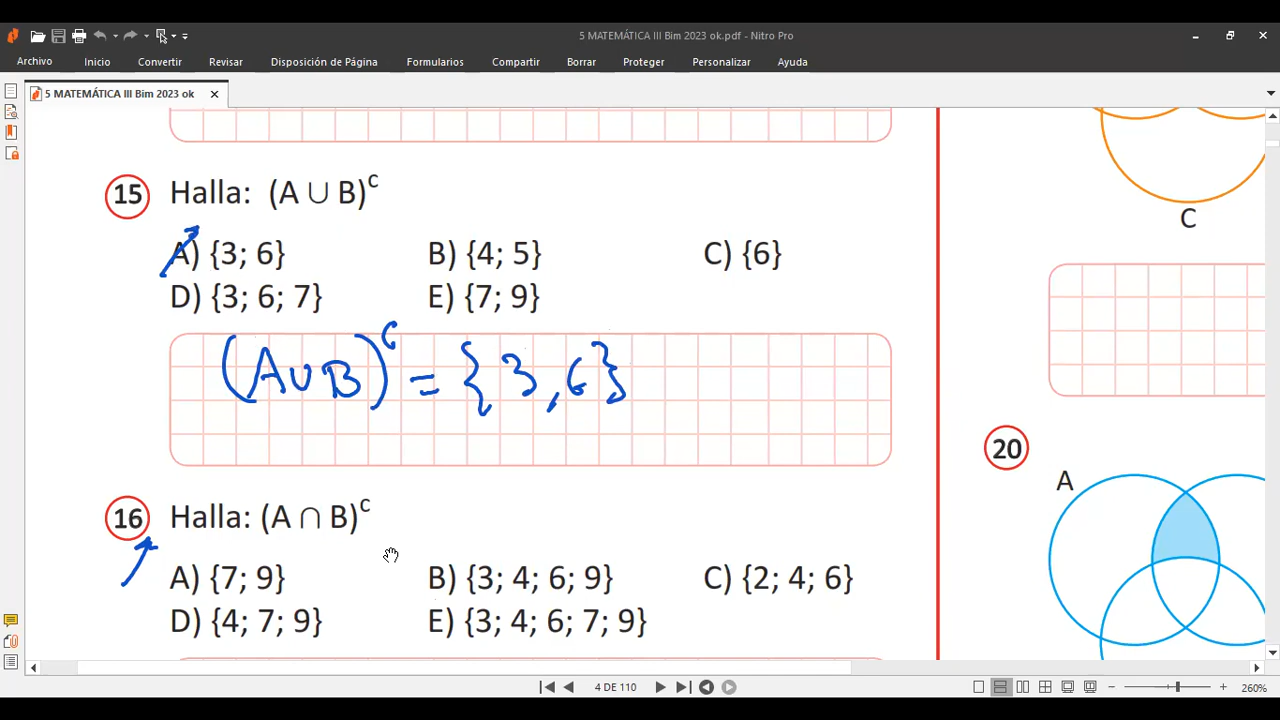 5 MATEMÁTICA III Bim 2023 ok.pdf - Nitro Pro
Archivo Inicio Convertir Revisar Disposición de Página Formularios Compartir Borrar Proteger Personalizar Ayuda
5 MATEMÁTICA III Bim 2023 ok
15 Halla: (A ∪ B)ᶜ
A) {3; 6} B) {4; 5} C) {6}
D) {3; 6; 7} E) {7; 9}
(A∪B)ᶜ = {3,6}
16 Halla: (A ∩ B)ᶜ
A) {7; 9} B) {3; 4; 6; 9} C) {2; 4; 6}
D) {4; 7; 9} E) {3; 4; 6; 7; 9}
C
20
A
4 DE 110
260%